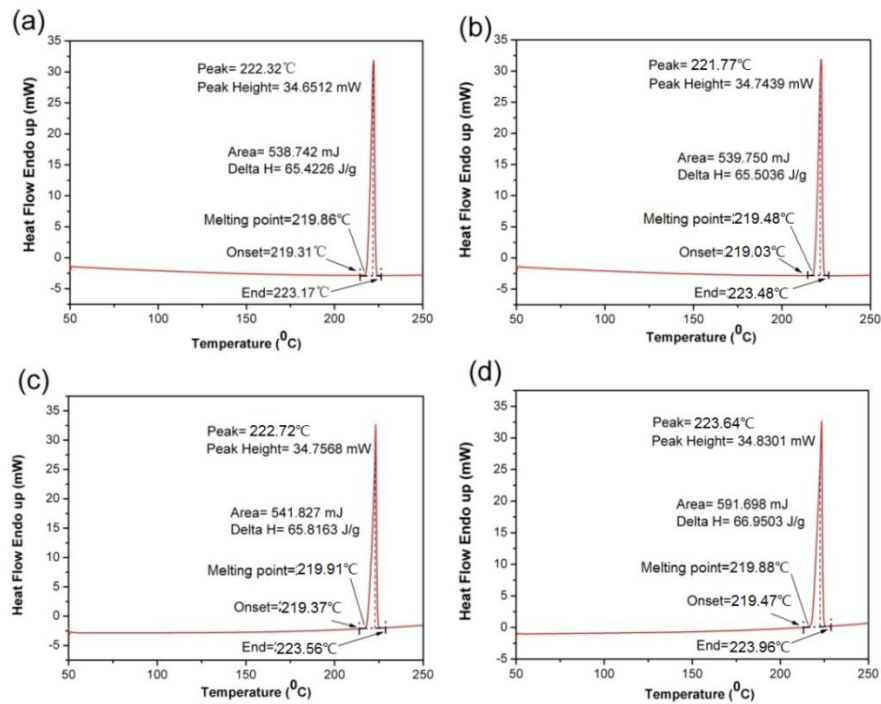 (a)
Peak= 222.32℃
Peak Height= 34.6512 mW
Area= 538.742 mJ
Delta H= 65.4226 J/g
Melting point=219.86℃
Onset=219.31℃
End=223.17℃
Heat Flow Endo up (mW)
35
30
25
20
15
10
5
0
-5
50
100
150
200
250
Temperature (⁰C)
(b)
Peak= 221.77℃
Peak Height= 34.7439 mW
Area= 539.750 mJ
Delta H= 65.5036 J/g
Melting point=219.48℃
Onset=219.03℃
End=223.48℃
Heat Flow Endo up (mW)
35
30
25
20
15
10
5
0
-5
50
100
150
200
250
Temperature (⁰C)
(c)
Peak= 222.72℃
Peak Height= 34.7568 mW
Area= 541.827 mJ
Delta H= 65.8163 J/g
Melting point=219.91℃
Onset=219.37℃
End=223.56℃
Heat Flow Endo up (mW)
35
30
25
20
15
10
5
0
-5
50
100
150
200
250
Temperature (⁰C)
(d)
Peak= 223.64℃
Peak Height= 34.8301 mW
Area= 591.698 mJ
Delta H= 66.9503 J/g
Melting point=219.88℃
Onset=219.47℃
End=223.96℃
Heat Flow Endo up (mW)
35
30
25
20
15
10
5
0
-5
50
100
150
200
250
Temperature (⁰C)